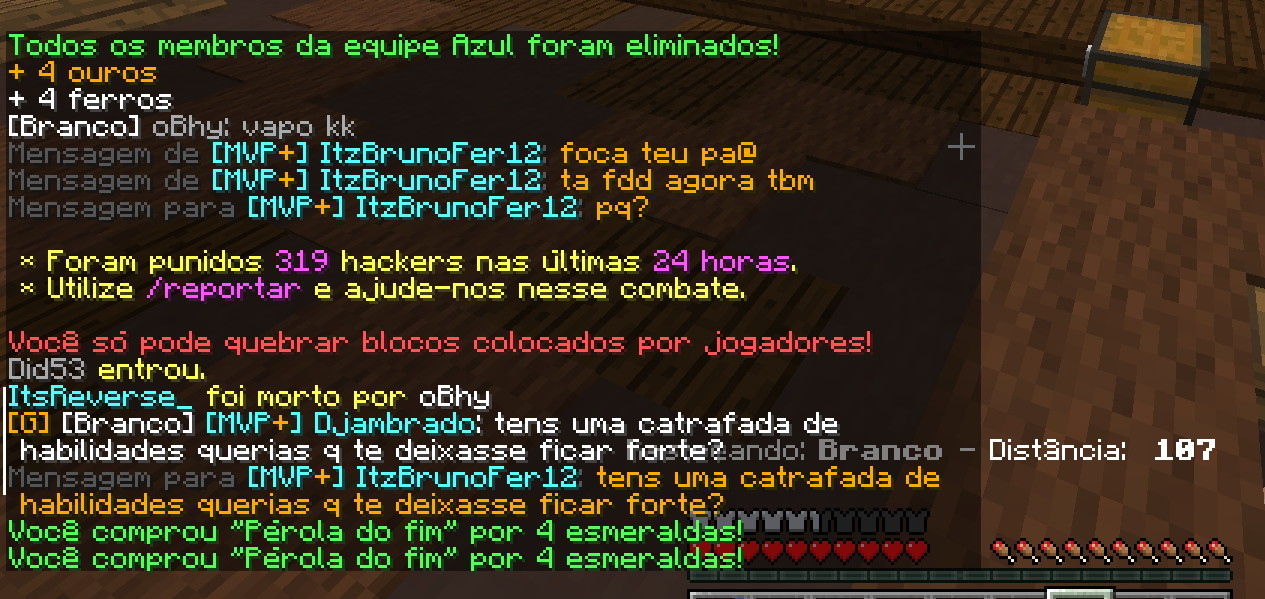 Todos os membros da equipe Azul foram eliminados!
+ 4 ouros
+ 4 ferros
[Branco] oBhy: vapo kk
Mensagem de [MVP+] ItzBrunoFer12: foca teu pa@
Mensagem de [MVP+] ItzBrunoFer12: ta fdd agora tbm
Mensagem para [MVP+] ItzBrunoFer12: pq?
× Foram punidos 319 hackers nas últimas 24 horas.
× Utilize /reportar e ajude-nos nesse combate.
Você só pode quebrar blocos colocados por jogadores!
Did53 entrou.
ItsReverse_ foi morto por oBhy
[G] [Branco] [MVP+] Djambrado: tens uma catrafada de
habilidades querias q te deixasse ficar forte?
Branco - Distância: 107
Mensagem para [MVP+] ItzBrunoFer12: tens uma catrafada de
habilidades querias q te deixasse ficar forte?
Você comprou "Pérola do fim" por 4 esmeraldas!
Você comprou "Pérola do fim" por 4 esmeraldas!